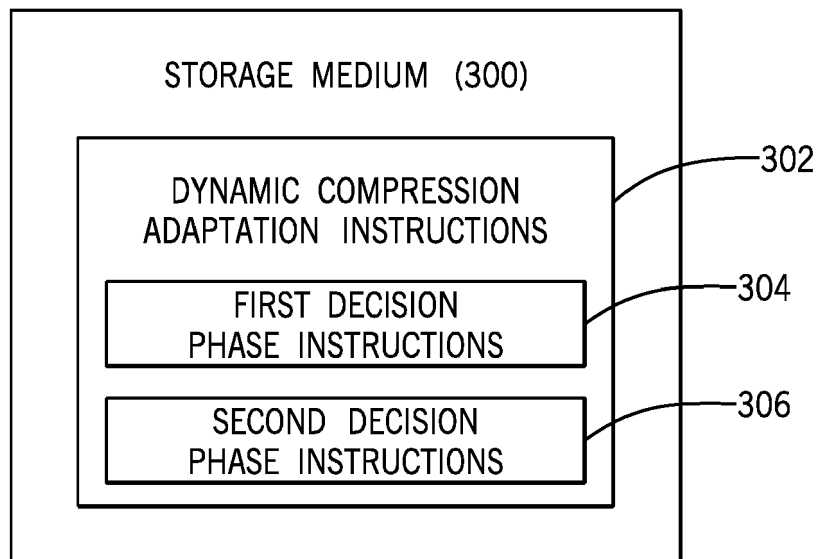 STORAGE MEDIUM (300)
302
DYNAMIC COMPRESSION
ADAPTATION INSTRUCTIONS
304
FIRST DECISION
PHASE INSTRUCTIONS
306
SECOND DECISION
PHASE INSTRUCTIONS